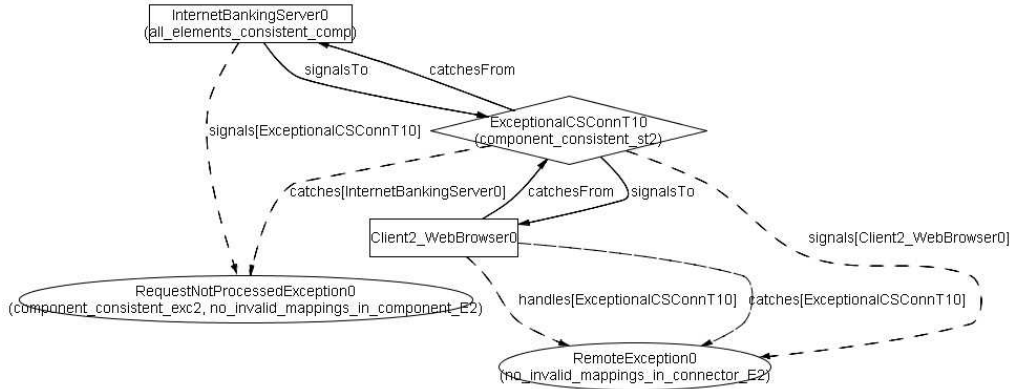 InternetBankingServer0
(all_elements_consistent_comp)
signalsTo
catchesFrom
ExceptionalCSConnT10
(component_consistent_st2)
signals[ExceptionalCSConnT10]
catches[InternetBankingServer0]
catchesFrom
signalsTo
Client2_WebBrowser0
signals[Client2_WebBrowser0]
RequestNotProcessedException0
(component_consistent_exc2, no_invalid_mappings_in_component_E2)
handles[ExceptionalCSConnT10]
catches[ExceptionalCSConnT10]
RemoteException0
(no_invalid_mappings_in_connector_E2)